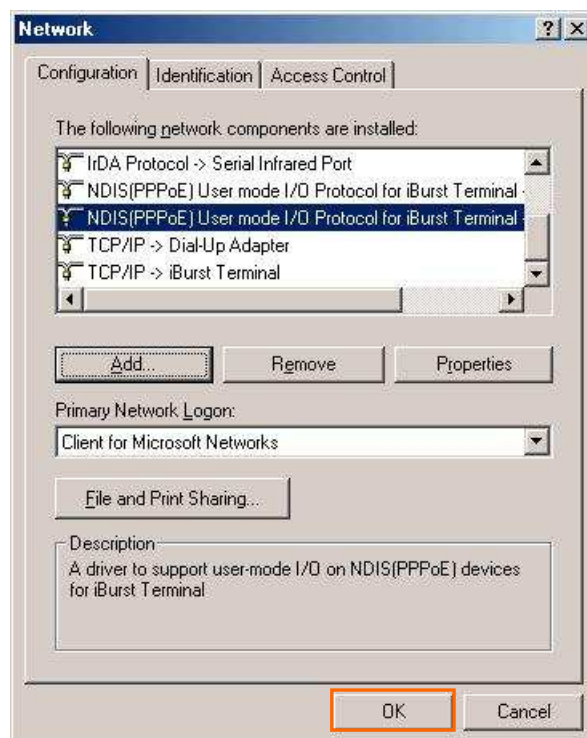 Network
Configuration Identification Access Control
The following network components are installed:
IrDA Protocol -> Serial Infrared Port
NDIS(PPPoE) User mode I/O Protocol for iBurst Terminal -
NDIS(PPPoE) User mode I/O Protocol for iBurst Terminal -
TCP/IP -> Dial-Up Adapter
TCP/IP -> iBurst Terminal
Add... Remove Properties
Primary Network Logon:
Client for Microsoft Networks
File and Print Sharing...
Description
A driver to support user-mode I/O on NDIS(PPPoE) devices
for iBurst Terminal
OK Cancel